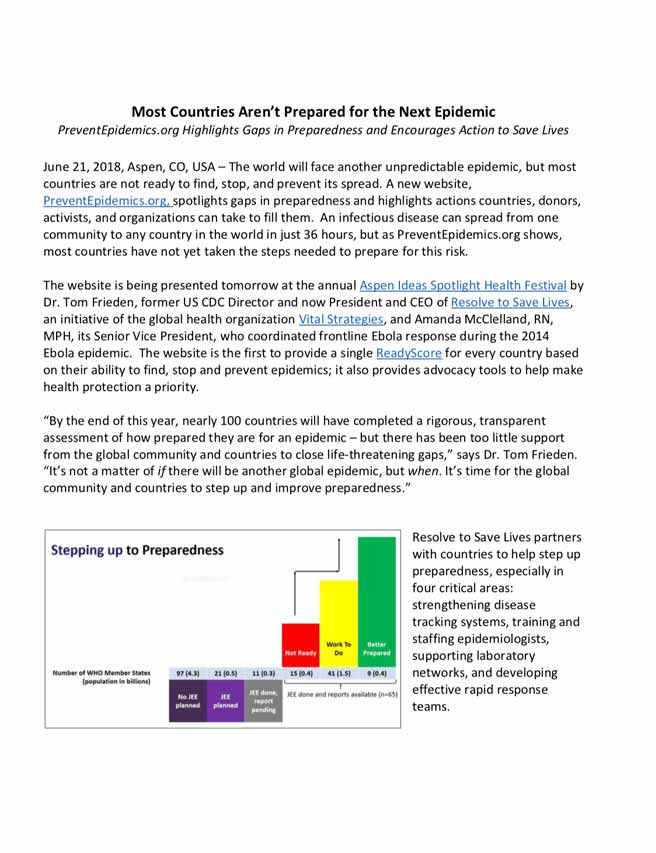 Most Countries Aren't Prepared for the Next Epidemic
PreventEpidemics.org Highlights Gaps in Preparedness and Encourages Action to Save Lives
June 21, 2018, Aspen, CO, USA – The world will face another unpredictable epidemic, but most
countries are not ready to find, stop, and prevent its spread. A new website,
PreventEpidemics.org, spotlights gaps in preparedness and highlights actions countries, donors,
activists, and organizations can take to fill them.  An infectious disease can spread from one
community to any country in the world in just 36 hours, but as PreventEpidemics.org shows,
most countries have not yet taken the steps needed to prepare for this risk.
The website is being presented tomorrow at the annual Aspen Ideas Spotlight Health Festival by
Dr. Tom Frieden, former US CDC Director and now President and CEO of Resolve to Save Lives,
an initiative of the global health organization Vital Strategies, and Amanda McClelland, RN,
MPH, its Senior Vice President, who coordinated frontline Ebola response during the 2014
Ebola epidemic.  The website is the first to provide a single ReadyScore for every country based
on their ability to find, stop and prevent epidemics; it also provides advocacy tools to help make
health protection a priority.
“By the end of this year, nearly 100 countries will have completed a rigorous, transparent
assessment of how prepared they are for an epidemic – but there has been too little support
from the global community and countries to close life-threatening gaps,” says Dr. Tom Frieden.
“It's not a matter of if there will be another global epidemic, but when. It's time for the global
community and countries to step up and improve preparedness.”
Stepping up to Preparedness
Not Ready
Work To
Do
Better
Prepared
Number of WHO Member States
(population in billions)
97 (4.3) 21 (0.5) 11 (0.3) 15 (0.4) 41 (1.5) 9 (0.4)
No JEE
planned
JEE
planned
JEE done,
report
pending
JEE done and reports available (n=65)
Resolve to Save Lives partners
with countries to help step up
preparedness, especially in
four critical areas:
strengthening disease
tracking systems, training and
staffing epidemiologists,
supporting laboratory
networks, and developing
effective rapid response
teams.